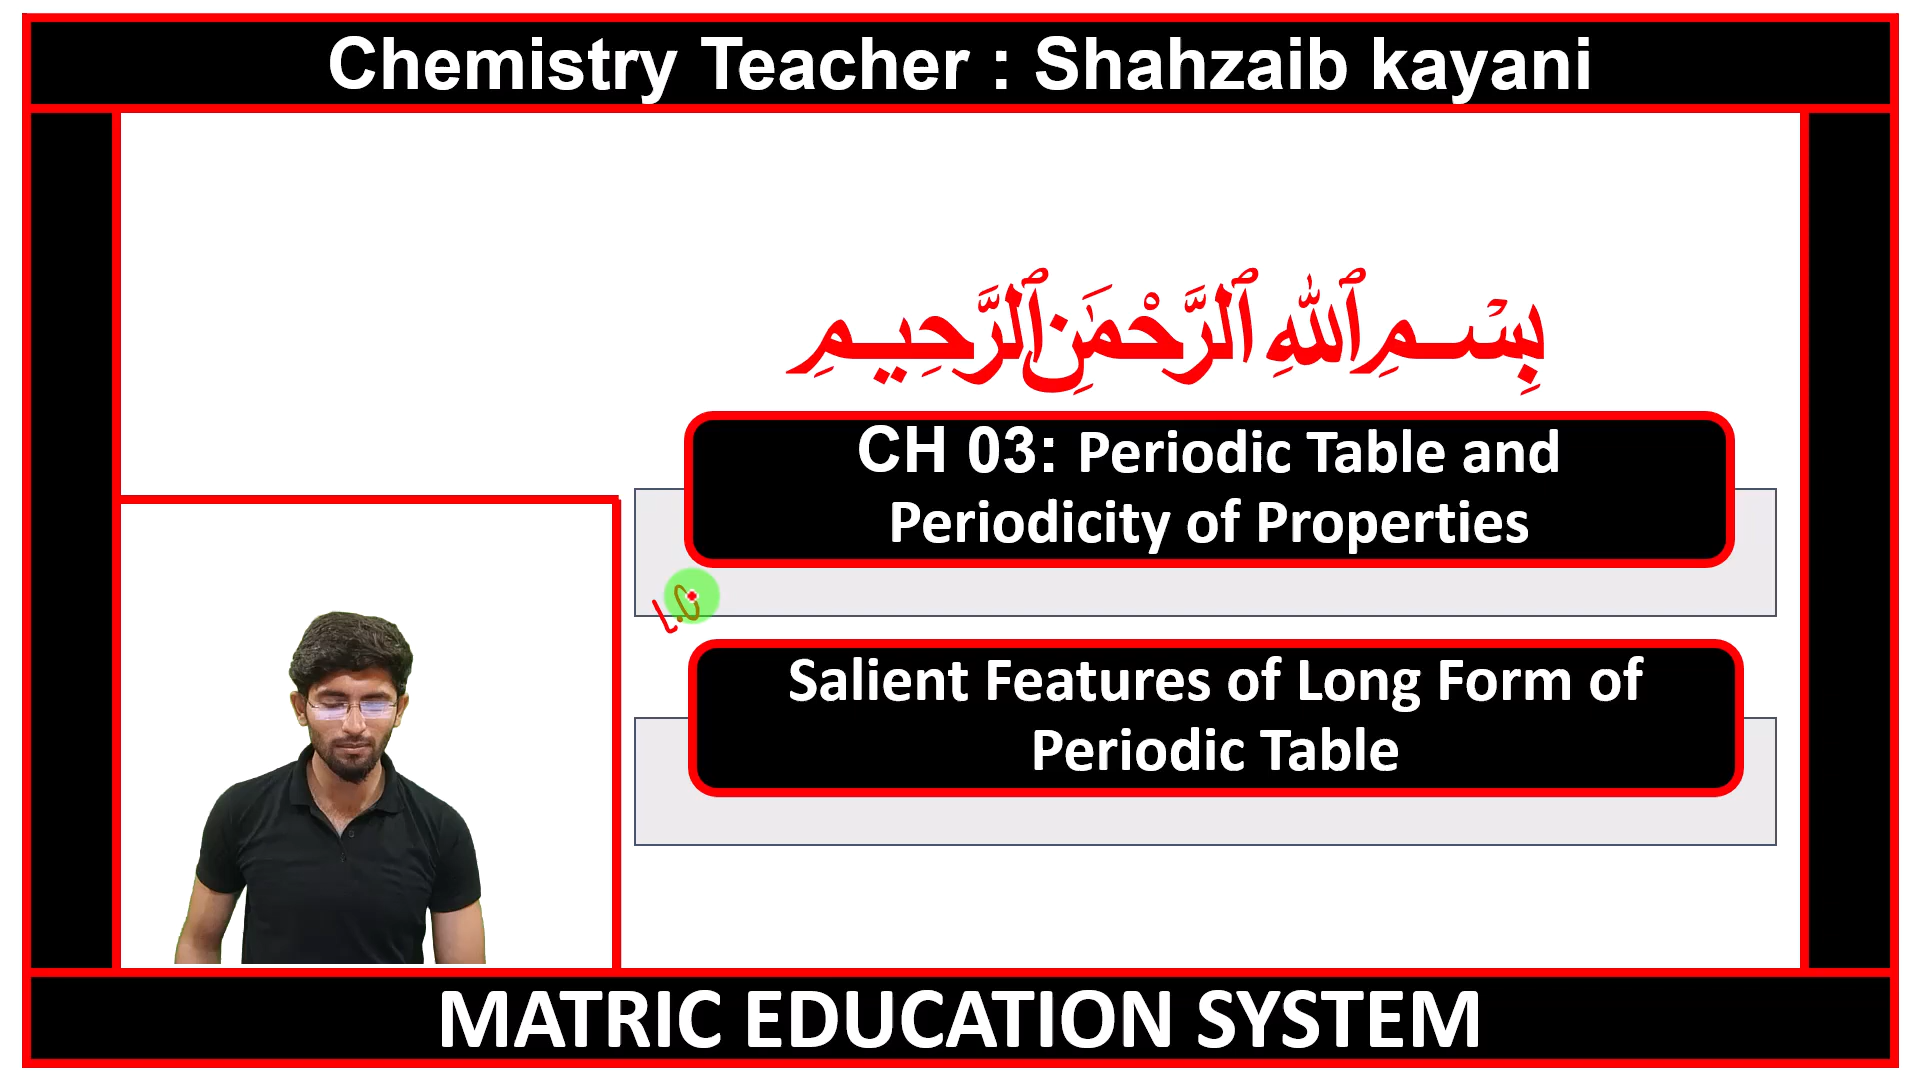 Chemistry Teacher : Shahzaib kayani
بِسْمِ ٱللَّٰهِ ٱلرَّحْمَٰنِ ٱلرَّحِيمِ
CH 03: Periodic Table and
Periodicity of Properties
Salient Features of Long Form of
Periodic Table
MATRIC EDUCATION SYSTEM